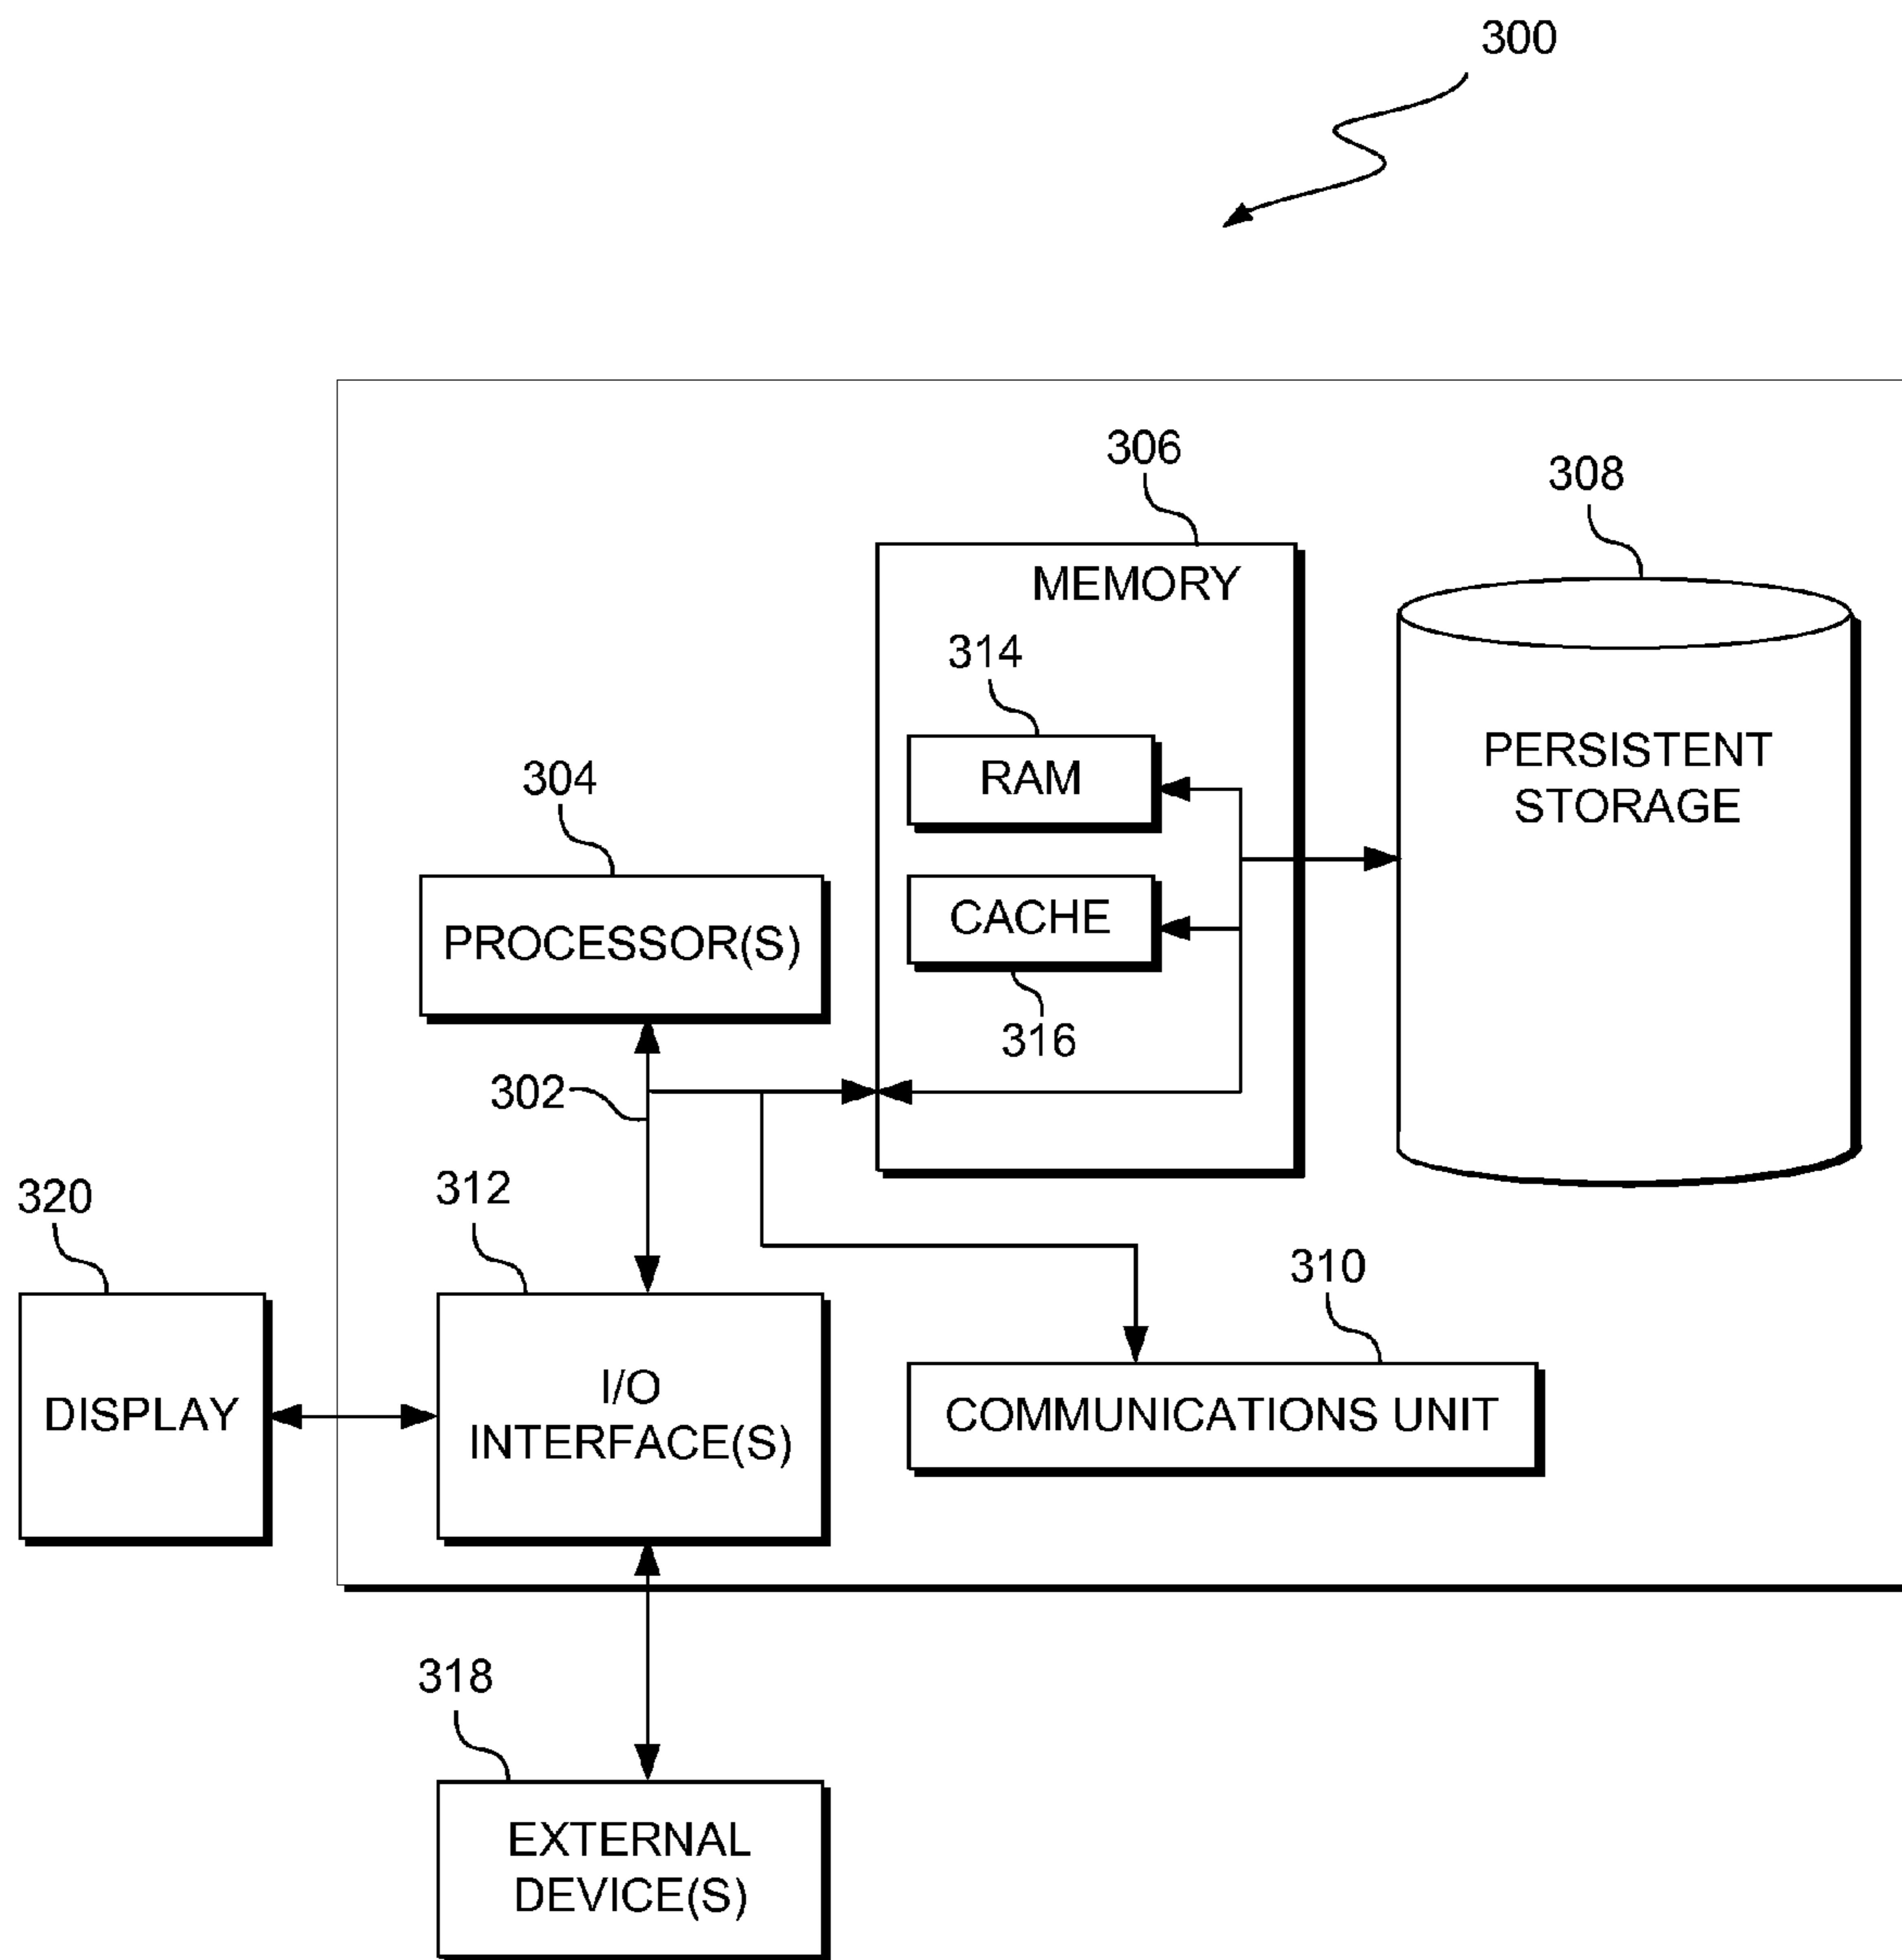 300
306
308
MEMORY
314
RAM
PERSISTENT
STORAGE
304
CACHE
PROCESSOR(S)
316
302
312
320
310
I/O
INTERFACE(S)
DISPLAY
COMMUNICATIONS UNIT
318
EXTERNAL
DEVICE(S)